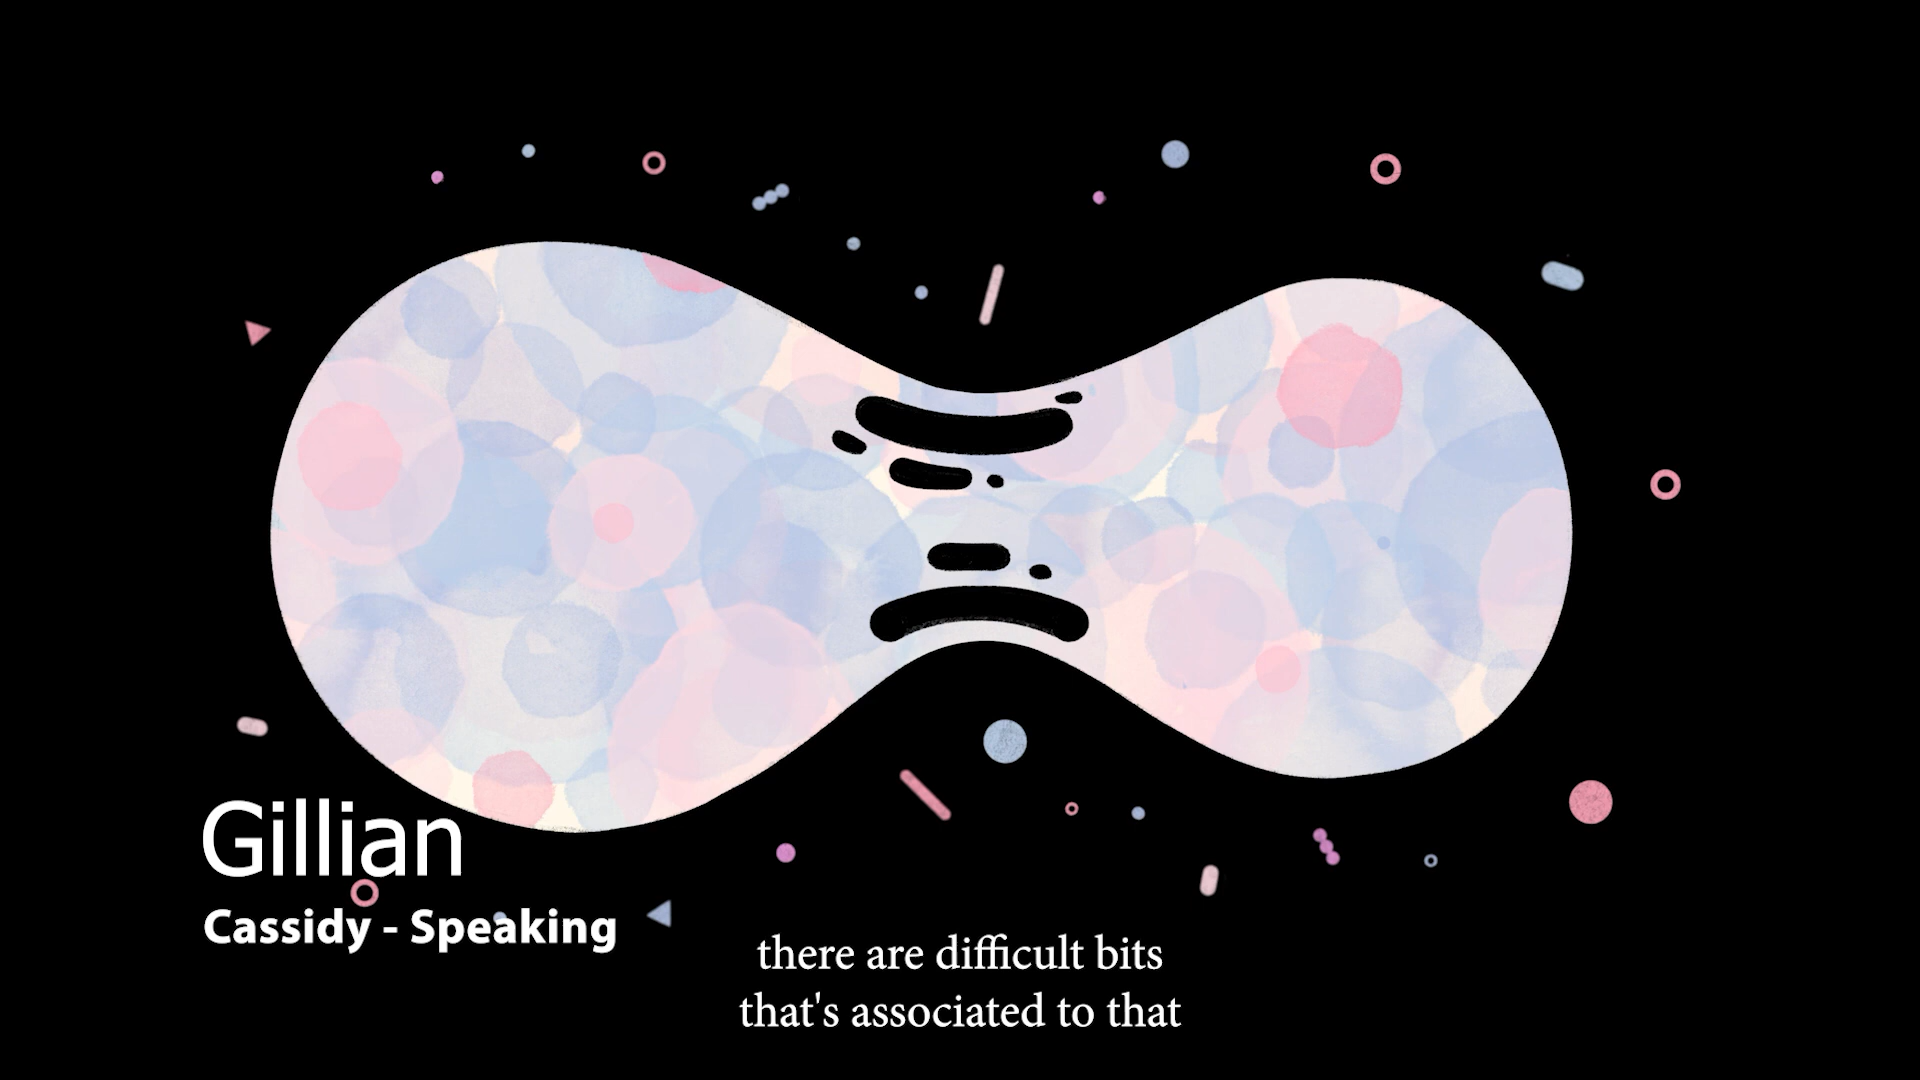 Gillian
Cassidy - Speaking
there are difficult bits
that's associated to that